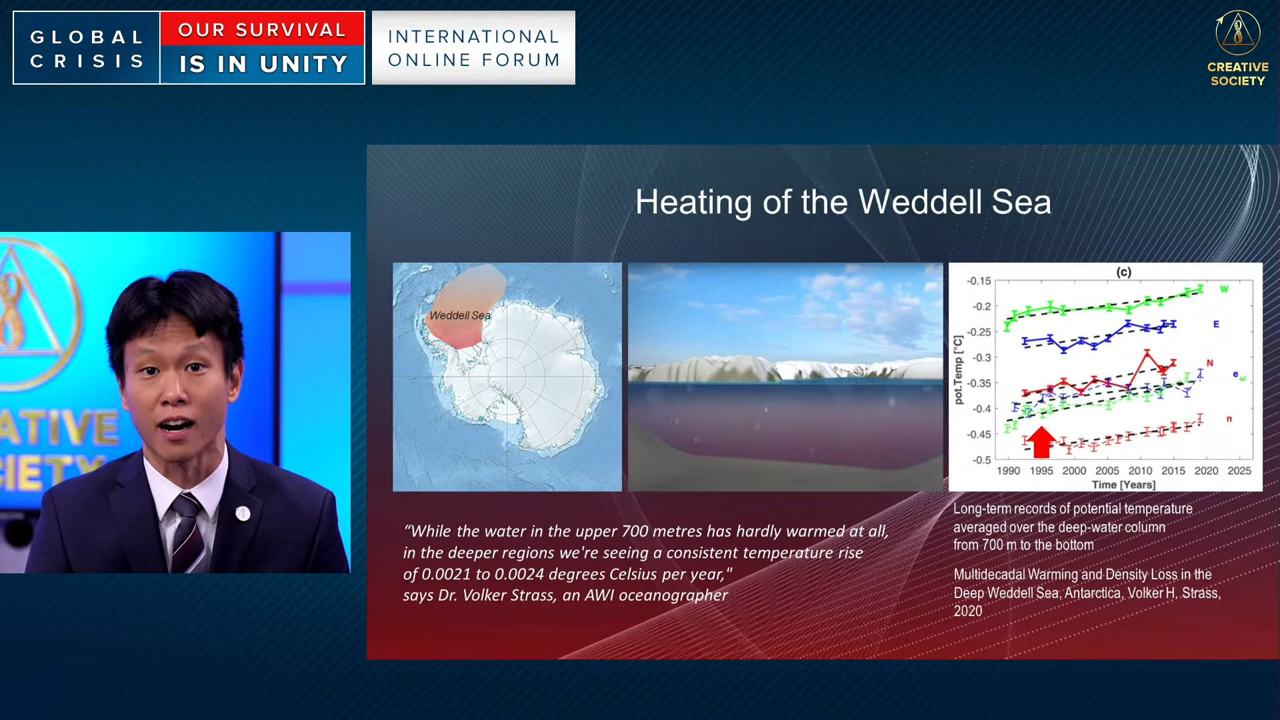 GLOBAL
CRISIS
OUR SURVIVAL
IS IN UNITY
INTERNATIONAL
ONLINE FORUM
CREATIVE
SOCIETY
Heating of the Weddell Sea
Weddell Sea
(c)
-0.15
-0.2
-0.25
-0.3
-0.35
-0.4
-0.45
-0.5
pot.Temp [°C]
W
E
N
e
ω
n
1990 1995 2000 2005 2010 2015 2020 2025
Time [Years]
ATIVE
SOCIETY
“While the water in the upper 700 metres has hardly warmed at all,
in the deeper regions we're seeing a consistent temperature rise
of 0.0021 to 0.0024 degrees Celsius per year,"
says Dr. Volker Strass, an AWI oceanographer
Long-term records of potential temperature
averaged over the deep-water column
from 700 m to the bottom
Multidecadal Warming and Density Loss in the
Deep Weddell Sea, Antarctica, Volker H. Strass,
2020